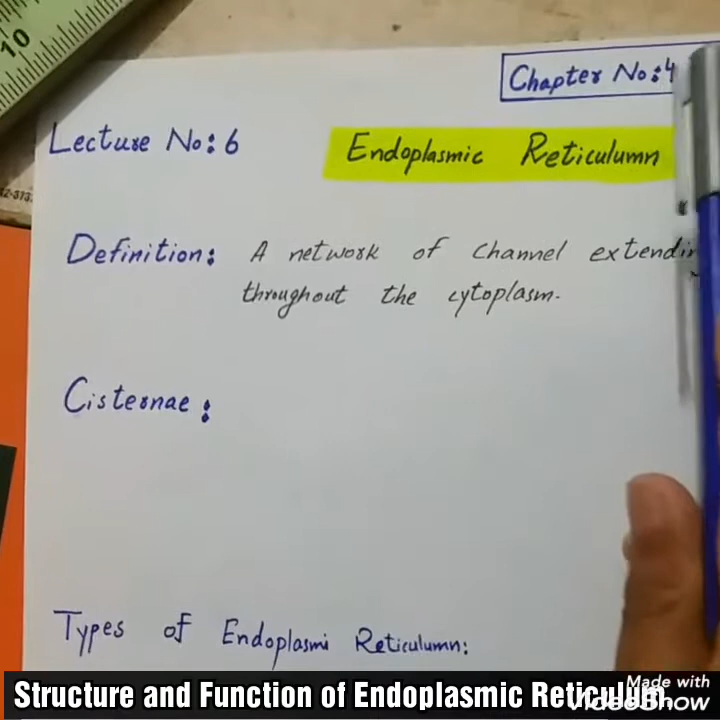 10
Chapter No:4
Lecture No:6
Endoplasmic Reticulumn
Definition: A network of channel extendin
throughout the cytoplasm.
Cisternae:
Types of Endoplasmi Reticulumn:
Made with
VideoShow
Structure and Function of Endoplasmic Reticulum.